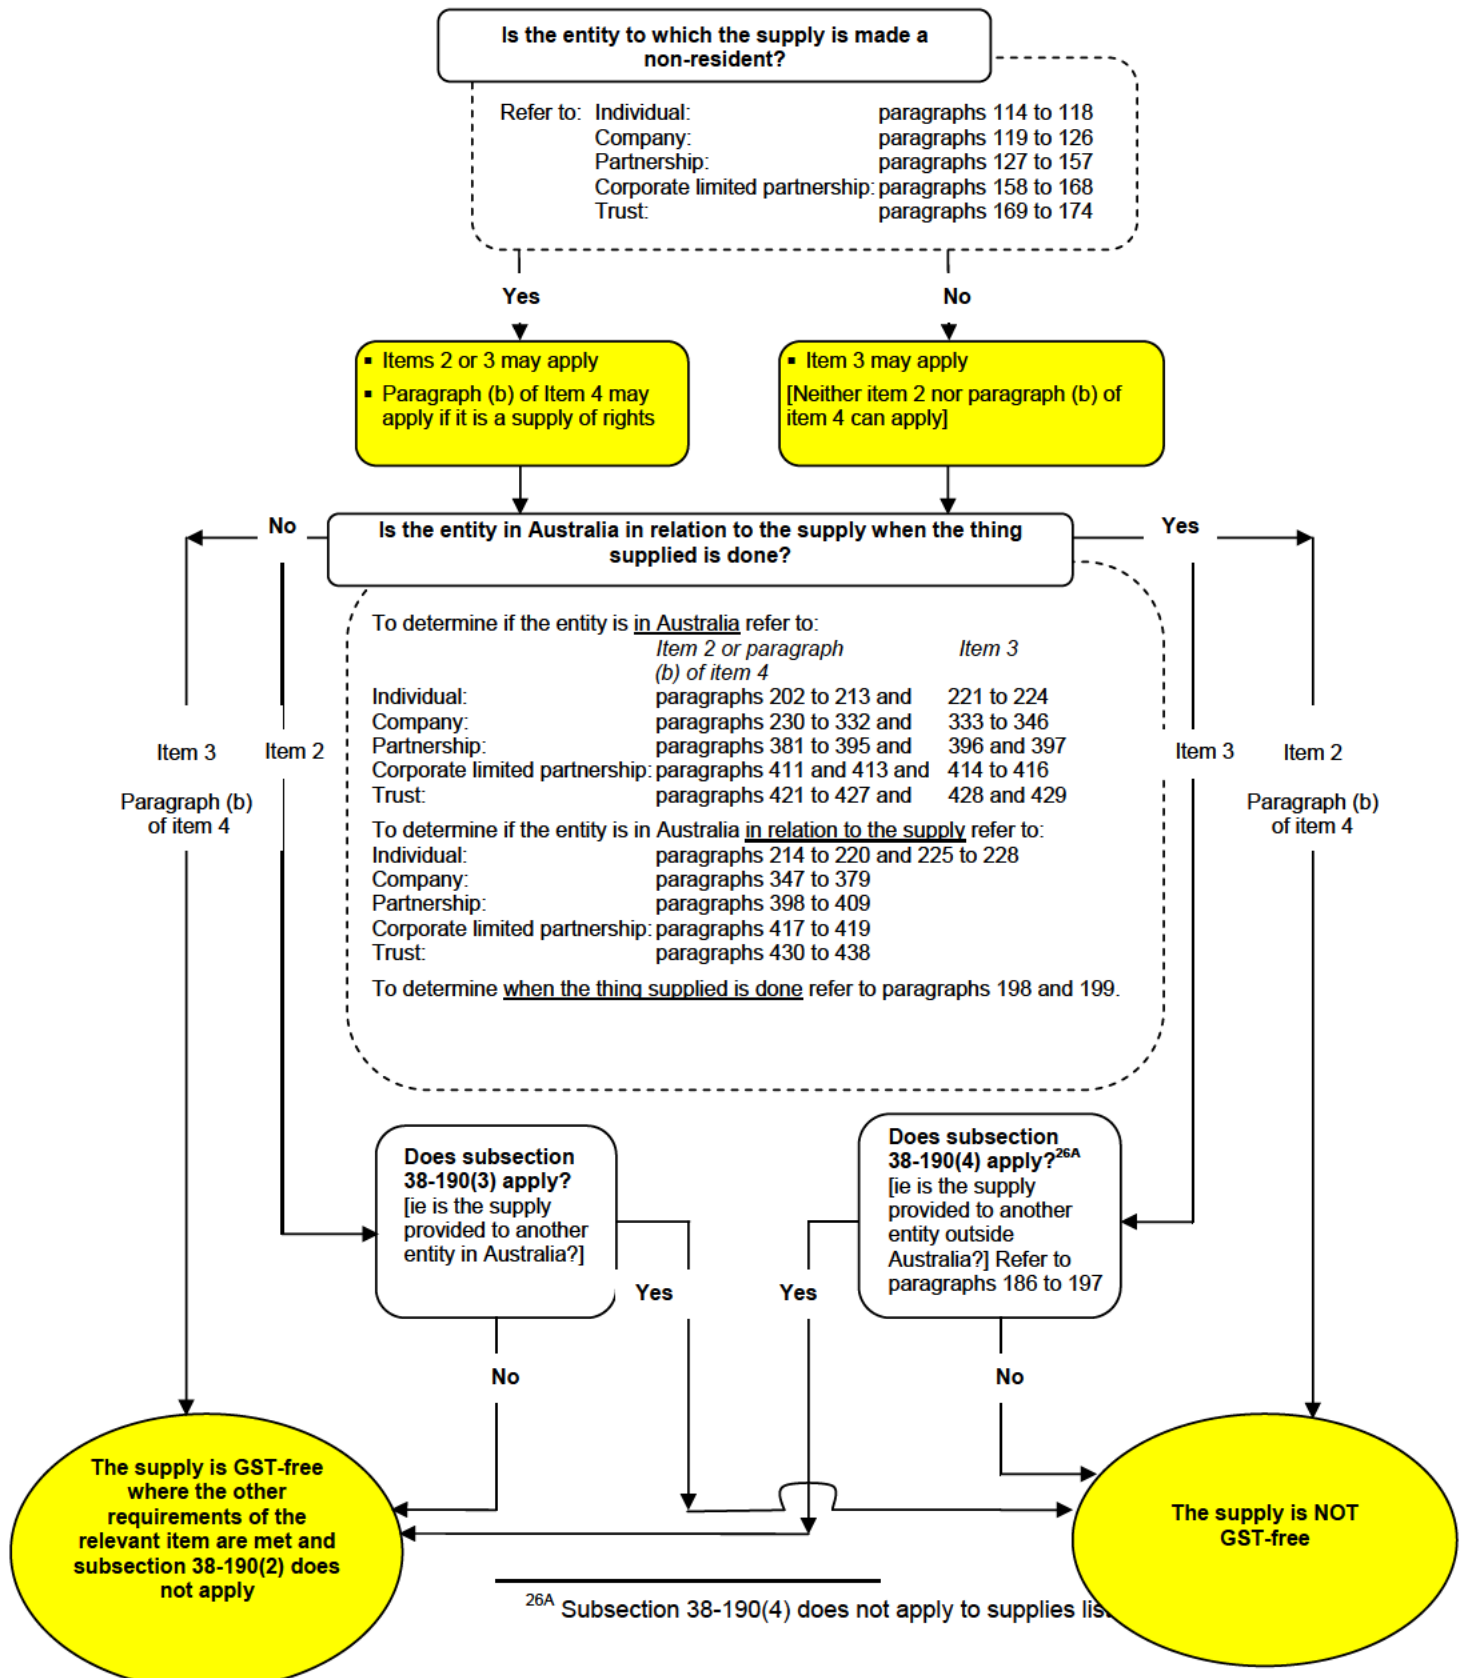 Is the entity to which the supply is made a
non-resident?
Refer to: Individual: paragraphs 114 to 118
Company: paragraphs 119 to 126
Partnership: paragraphs 127 to 157
Corporate limited partnership: paragraphs 158 to 168
Trust: paragraphs 169 to 174
Yes
No
▪ Items 2 or 3 may apply
▪ Paragraph (b) of Item 4 may
apply if it is a supply of rights
▪ Item 3 may apply
[Neither item 2 nor paragraph (b) of
item 4 can apply]
No
Is the entity in Australia in relation to the supply when the thing
supplied is done?
Yes
To determine if the entity is in Australia refer to:
Item 2 or paragraph Item 3
(b) of item 4
Individual: paragraphs 202 to 213 and 221 to 224
Company: paragraphs 230 to 332 and 333 to 346
Partnership: paragraphs 381 to 395 and 396 and 397
Corporate limited partnership: paragraphs 411 and 413 and 414 to 416
Trust: paragraphs 421 to 427 and 428 and 429
To determine if the entity is in Australia in relation to the supply refer to:
Individual: paragraphs 214 to 220 and 225 to 228
Company: paragraphs 347 to 379
Partnership: paragraphs 398 to 409
Corporate limited partnership: paragraphs 417 to 419
Trust: paragraphs 430 to 438
To determine when the thing supplied is done refer to paragraphs 198 and 199.
Item 3
Paragraph (b)
of item 4
Item 2
Item 3
Item 2
Paragraph (b)
of item 4
Does subsection
38-190(3) apply?
[ie is the supply
provided to another
entity in Australia?]
Does subsection
38-190(4) apply?26A
[ie is the supply
provided to another
entity outside
Australia?] Refer to
paragraphs 186 to 197
Yes
Yes
No
No
The supply is GST-free
where the other
requirements of the
relevant item are met and
subsection 38-190(2) does
not apply
The supply is NOT
GST-free
26A Subsection 38-190(4) does not apply to supplies